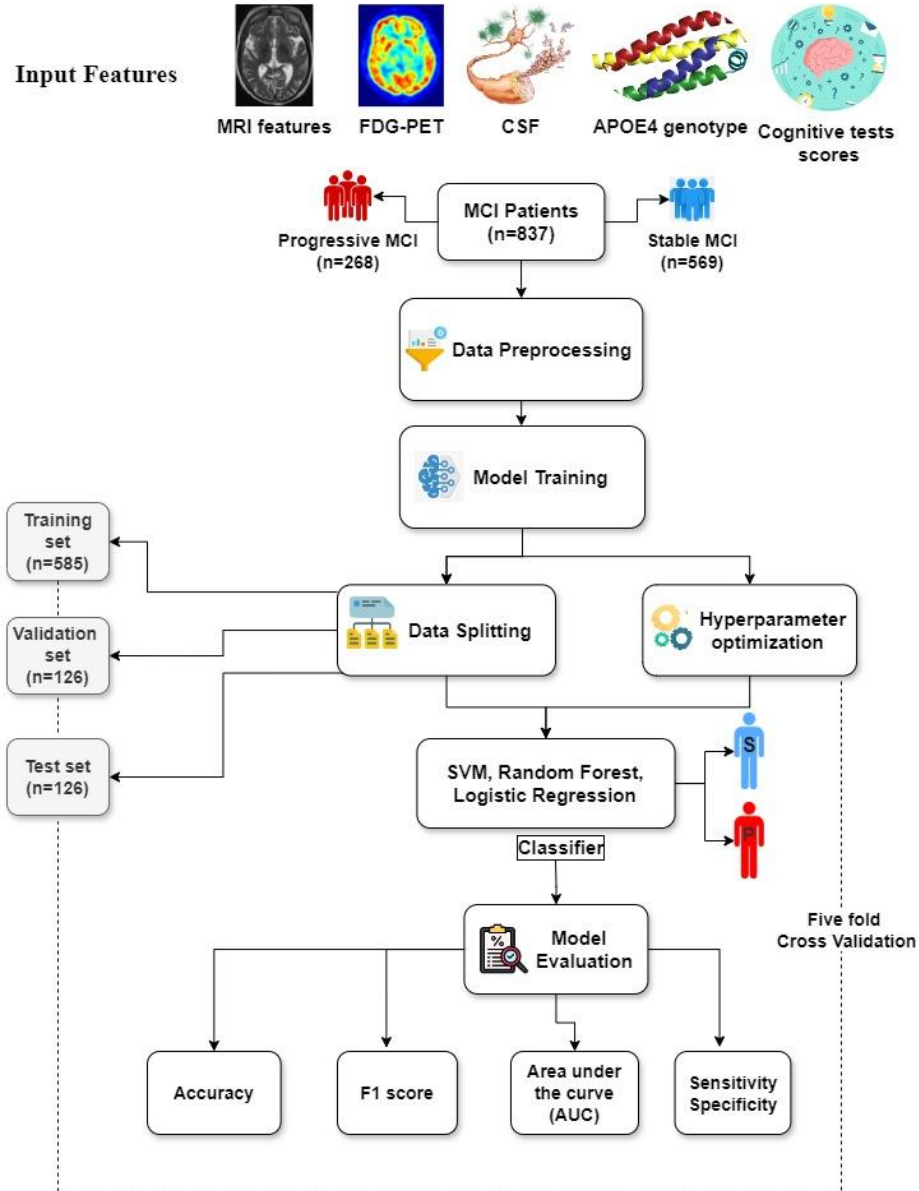 Input Features
MRI features
FDG-PET
CSF
APOE4 genotype
Cognitive tests
scores
MCI Patients
(n=837)
Progressive MCI
(n=268)
Stable MCI
(n=569)
Data Preprocessing
Model Training
Training
set
(n=585)
Validation
set
(n=126)
Test set
(n=126)
Data Splitting
Hyperparameter
optimization
SVM, Random Forest,
Logistic Regression
S
P
Classifier
Five fold
Cross Validation
Model
Evaluation
Accuracy
F1 score
Area under
the curve
(AUC)
Sensitivity
Specificity